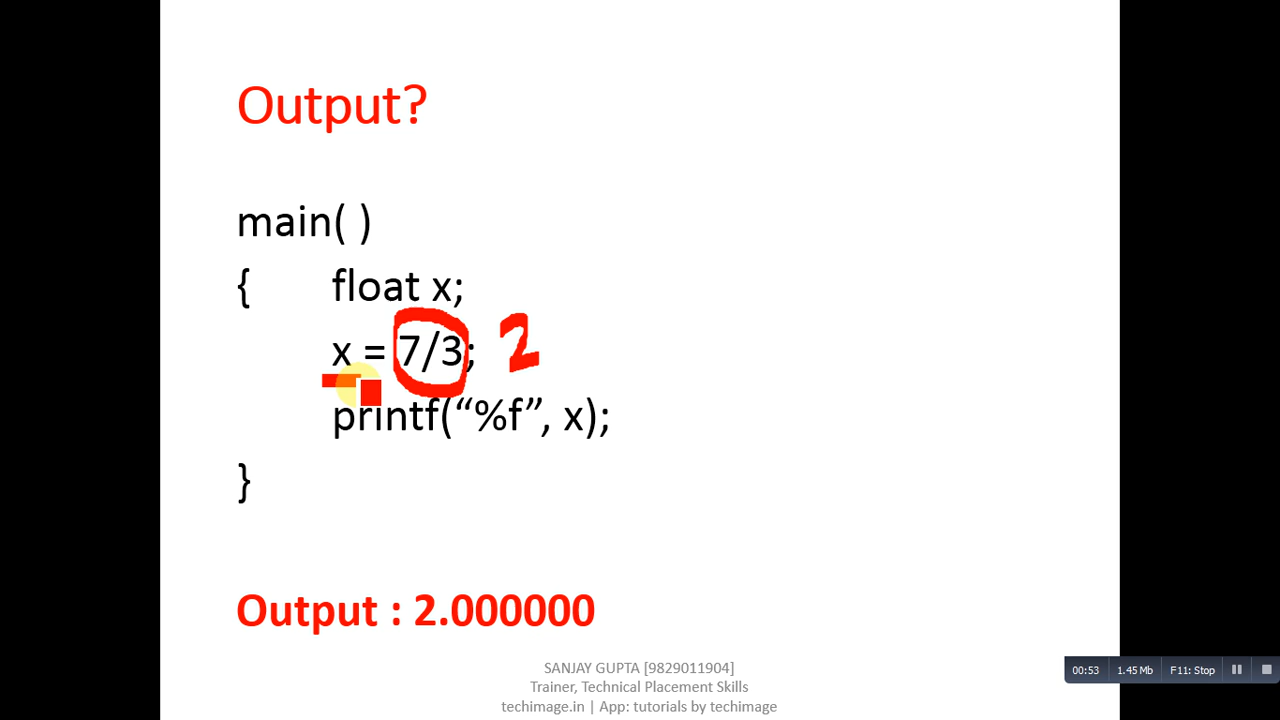 Output?
main( )
{ float x;
x = 7/3; 2
printf(“%f”, x);
}
Output : 2.000000
SANJAY GUPTA [9829011904]
Trainer, Technical Placement Skills
techimage.in | App: tutorials by techimage
00:53 1.45 Mb F11: Stop